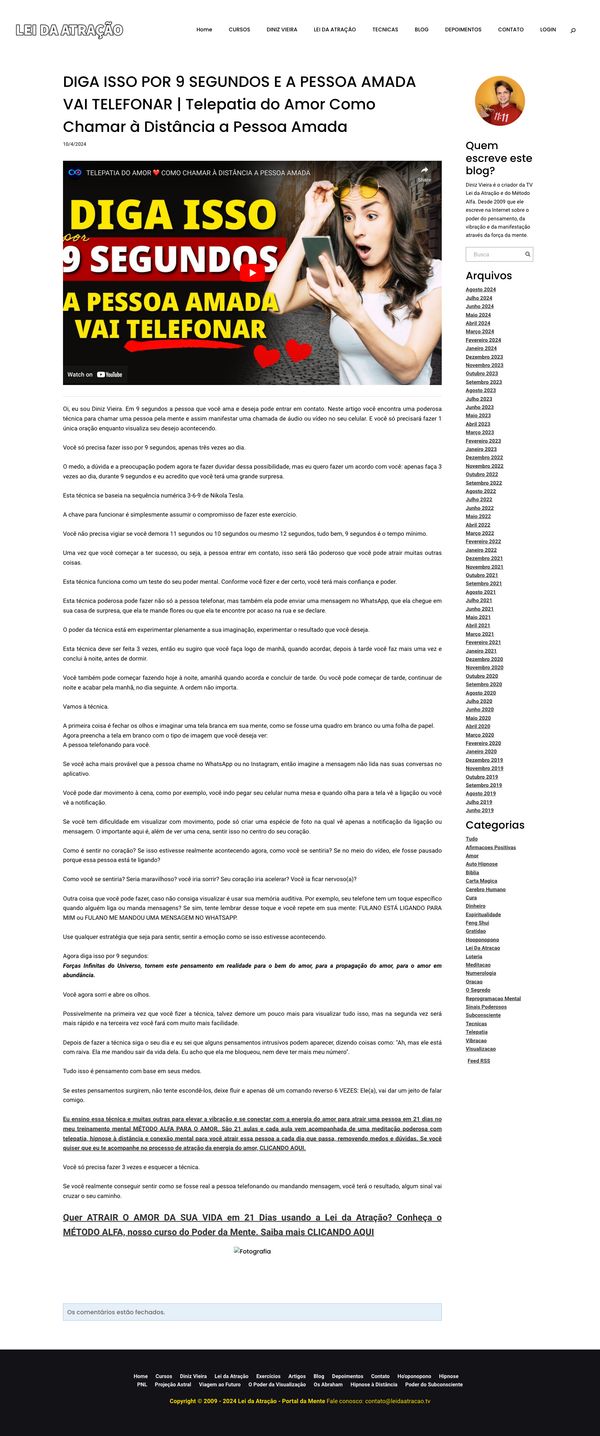 LEI DA ATRAÇÃO
Home CURSOS DINIZ VIEIRA LEI DA ATRAÇÃO TECNICAS BLOG DEPOIMENTOS CONTATO LOGIN
DIGA ISSO POR 9 SEGUNDOS E A PESSOA AMADA
VAI TELEFONAR | Telepatia do Amor Como
Chamar à Distância a Pessoa Amada
10/4/2024
TELEPATIA DO AMOR ❤️ COMO CHAMAR À DISTÂNCIA A PESSOA AMADA
Share
DIGA ISSO
por
9 SEGUNDOS
A PESSOA AMADA
VAI TELEFONAR
Watch on YouTube
Oi, eu sou Diniz Vieira. Em 9 segundos a pessoa que você ama e deseja pode entrar em contato. Neste artigo você encontra uma poderosa
técnica para chamar uma pessoa pela mente e assim manifestar uma chamada de áudio ou vídeo no seu celular. E você só precisará fazer 1
única oração enquanto visualiza seu desejo acontecendo.
Você só precisa fazer isso por 9 segundos, apenas três vezes ao dia.
O medo, a dúvida e a preocupação podem agora te fazer duvidar dessa possibilidade, mas eu quero fazer um acordo com você: apenas faça 3
vezes ao dia, durante 9 segundos e eu acredito que você terá uma grande surpresa.
Esta técnica se baseia na sequência numérica 3-6-9 de Nikola Tesla.
A chave para funcionar é simplesmente assumir o compromisso de fazer este exercício.
Você não precisa vigiar se você demora 11 segundos ou 10 segundos ou mesmo 12 segundos, tudo bem, 9 segundos é o tempo mínimo.
Uma vez que você começar a ter sucesso, ou seja, a pessoa entrar em contato, isso será tão poderoso que você pode atrair muitas outras
coisas.
Esta técnica funciona como um teste do seu poder mental. Conforme você fizer e der certo, você terá mais confiança e poder.
Esta técnica poderosa pode fazer não só a pessoa telefonar, mas também ela pode enviar uma mensagem no WhatsApp, que ela chegue em
sua casa de surpresa, que ela te mande flores ou que ela te encontre por acaso na rua e se declare.
O poder da técnica está em experimentar plenamente a sua imaginação, experimentar o resultado que você deseja.
Esta técnica deve ser feita 3 vezes, então eu sugiro que você faça logo de manhã, quando acordar, depois à tarde você faz mais uma vez e
conclui à noite, antes de dormir.
Você também pode começar fazendo hoje à noite, amanhã quando acorda e concluir de tarde. Ou você pode começar de tarde, continuar de
noite e acabar pela manhã, no dia seguinte. A ordem não importa.
Vamos à técnica.
A primeira coisa é fechar os olhos e imaginar uma tela branca em sua mente, como se fosse uma quadro em branco ou uma folha de papel.
Agora preencha a tela em branco com o tipo de imagem que você deseja ver:
A pessoa telefonando para você.
Se você acha mais provável que a pessoa chame no WhatsApp ou no Instagram, então imagine a mensagem não lida nas suas conversas no
aplicativo.
Você pode dar movimento à cena, como por exemplo, você indo pegar seu celular numa mesa e quando olha para a tela vê a ligação ou você
vê a notificação.
Se você tem dificuldade em visualizar com movimento, pode só criar uma espécie de foto na qual vê apenas a notificação da ligação ou
mensagem. O importante aqui é, além de ver uma cena, sentir isso no centro do seu coração.
Como é sentir no coração? Se isso estivesse realmente acontecendo agora, como você se sentiria? Se no meio do vídeo, ele fosse pausado
porque essa pessoa está te ligando?
Como você se sentiria? Seria maravilhoso? você iria sorrir? Seu coração iria acelerar? Você ia ficar nervoso(a)?
Outra coisa que você pode fazer, caso não consiga visualizar é usar sua memória auditiva. Por exemplo, seu telefone tem um toque específico
quando alguém liga ou manda mensagens? Se sim, tente lembrar desse toque e você repete em sua mente: FULANO ESTÁ LIGANDO PARA
MIM ou FULANO ME MANDOU UMA MENSAGEM NO WHATSAPP.
Use qualquer estratégia que seja para sentir, sentir a emoção como se isso estivesse acontecendo.
Agora diga isso por 9 segundos:
Forças Infinitas do Universo, tornem este pensamento em realidade para o bem do amor, para a propagação do amor, para o amor em
abundância.
Você agora sorri e abre os olhos.
Possivelmente na primeira vez que você fizer a técnica, talvez demore um pouco mais para visualizar tudo isso, mas na segunda vez será
mais rápido e na terceira vez você fará com muito mais facilidade.
Depois de fazer a técnica siga o seu dia e eu sei que alguns pensamentos intrusivos podem aparecer, dizendo coisas como: "Ah, mas ele está
com raiva. Ela me mandou sair da vida dela. Eu acho que ela me bloqueou, nem deve ter mais meu número".
Tudo isso é pensamento com base em seus medos.
Se estes pensamentos surgirem, não tente escondê-los, deixe fluir e apenas dê um comando reverso 6 VEZES: Ele(a), vai dar um jeito de falar
comigo.
Eu ensino essa técnica e muitas outras para elevar a vibração e se conectar com a energia do amor para atrair uma pessoa em 21 dias no
meu treinamento mental MÉTODO ALFA PARA O AMOR. São 21 aulas e cada aula vem acompanhada de uma meditação poderosa com
telepatia, hipnose à distância e conexão mental para você atrair essa pessoa a cada dia que passa, removendo medos e dúvidas. Se você
quiser que eu te acompanhe no processo de atração da energia do amor, CLICANDO AQUI.
Você só precisa fazer 3 vezes e esquecer a técnica.
Se você realmente conseguir sentir como se fosse real a pessoa telefonando ou mandando mensagem, você terá o resultado, algum sinal vai
cruzar o seu caminho.
Quer ATRAIR O AMOR DA SUA VIDA em 21 Dias usando a Lei da Atração? Conheça o
MÉTODO ALFA, nosso curso do Poder da Mente. Saiba mais CLICANDO AQUI
Fotografia
Os comentários estão fechados.
11:11
Quem
escreve este
blog?
Diniz Vieira é o criador da TV
Lei da Atração e do Método
Alfa. Desde 2009 que ele
escreve na Internet sobre o
poder do pensamento, da
vibração e da manifestação
através da força da mente.
Busca
Arquivos
Agosto 2024
Julho 2024
Junho 2024
Maio 2024
Abril 2024
Março 2024
Fevereiro 2024
Janeiro 2024
Dezembro 2023
Novembro 2023
Outubro 2023
Setembro 2023
Agosto 2023
Julho 2023
Junho 2023
Maio 2023
Abril 2023
Março 2023
Fevereiro 2023
Janeiro 2023
Dezembro 2022
Novembro 2022
Outubro 2022
Setembro 2022
Agosto 2022
Julho 2022
Junho 2022
Maio 2022
Abril 2022
Março 2022
Fevereiro 2022
Janeiro 2022
Dezembro 2021
Novembro 2021
Outubro 2021
Setembro 2021
Agosto 2021
Julho 2021
Junho 2021
Maio 2021
Abril 2021
Março 2021
Fevereiro 2021
Janeiro 2021
Dezembro 2020
Novembro 2020
Outubro 2020
Setembro 2020
Agosto 2020
Julho 2020
Junho 2020
Maio 2020
Abril 2020
Março 2020
Fevereiro 2020
Janeiro 2020
Dezembro 2019
Novembro 2019
Outubro 2019
Setembro 2019
Agosto 2019
Julho 2019
Junho 2019
Categorias
Tudo
Afirmacoes Positivas
Amor
Auto Hipnose
Biblia
Carta Magica
Cerebro Humano
Cura
Dinheiro
Espiritualidade
Feng Shui
Gratidao
Hooponopono
Lei Da Atracao
Loteria
Meditacao
Numerologia
Oracao
O Segredo
Reprogramacao Mental
Sinais Poderosos
Subconsciente
Tecnicas
Telepatia
Vibracao
Visualizacao
Feed RSS
Home Cursos Diniz Vieira Lei da Atração Exercícios Artigos Blog Depoimentos Contato Ho'oponopono Hipnose
PNL Projeção Astral Viagem ao Futuro O Poder da Visualização Os Abraham Hipnose à Distância Poder do Subconsciente
Copyright © 2009 - 2024 Lei da Atração - Portal da Mente Fale conosco: contato@leidaatracao.tv